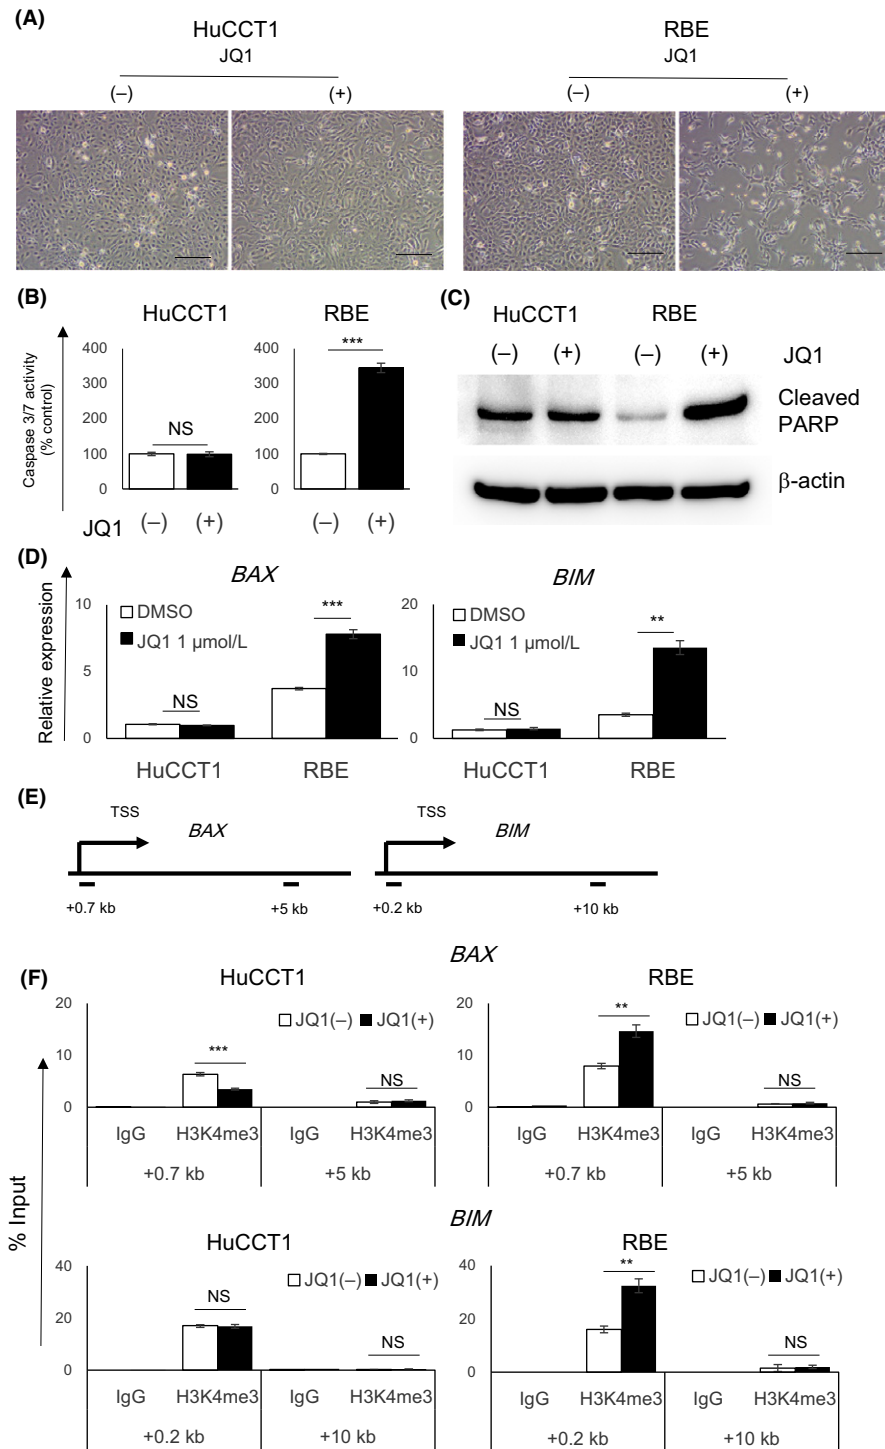 (A)
HuCCT1
JQ1
(–) (+)
RBE
JQ1
(–) (+)
(B)
Caspase 3/7 activity
(% control)
HuCCT1
400
300
200
100
0
NS
RBE
400
300
200
100
0
***
JQ1 (–) (+) (–) (+)
(C)
HuCCT1 RBE
(–) (+) (–) (+) JQ1
Cleaved
PARP
β-actin
(D)
Relative expression
BAX
10
5
0
DMSO
JQ1 1 μmol/L
NS
***
HuCCT1 RBE
BIM
20
10
0
DMSO
JQ1 1 μmol/L
NS
**
HuCCT1 RBE
(E)
TSS
BAX
+0.7 kb +5 kb
TSS
BIM
+0.2 kb +10 kb
(F)
% Input
BAX
HuCCT1
20
10
0
JQ1(–) JQ1(+)
***
NS
IgG H3K4me3 IgG H3K4me3
+0.7 kb +5 kb
RBE
20
10
0
JQ1(–) JQ1(+)
**
NS
IgG H3K4me3 IgG H3K4me3
+0.7 kb +5 kb
BIM
HuCCT1
40
20
0
JQ1(–) JQ1(+)
NS
NS
IgG H3K4me3 IgG H3K4me3
+0.2 kb +10 kb
RBE
40
20
0
JQ1(–) JQ1(+)
**
NS
IgG H3K4me3 IgG H3K4me3
+0.2 kb +10 kb